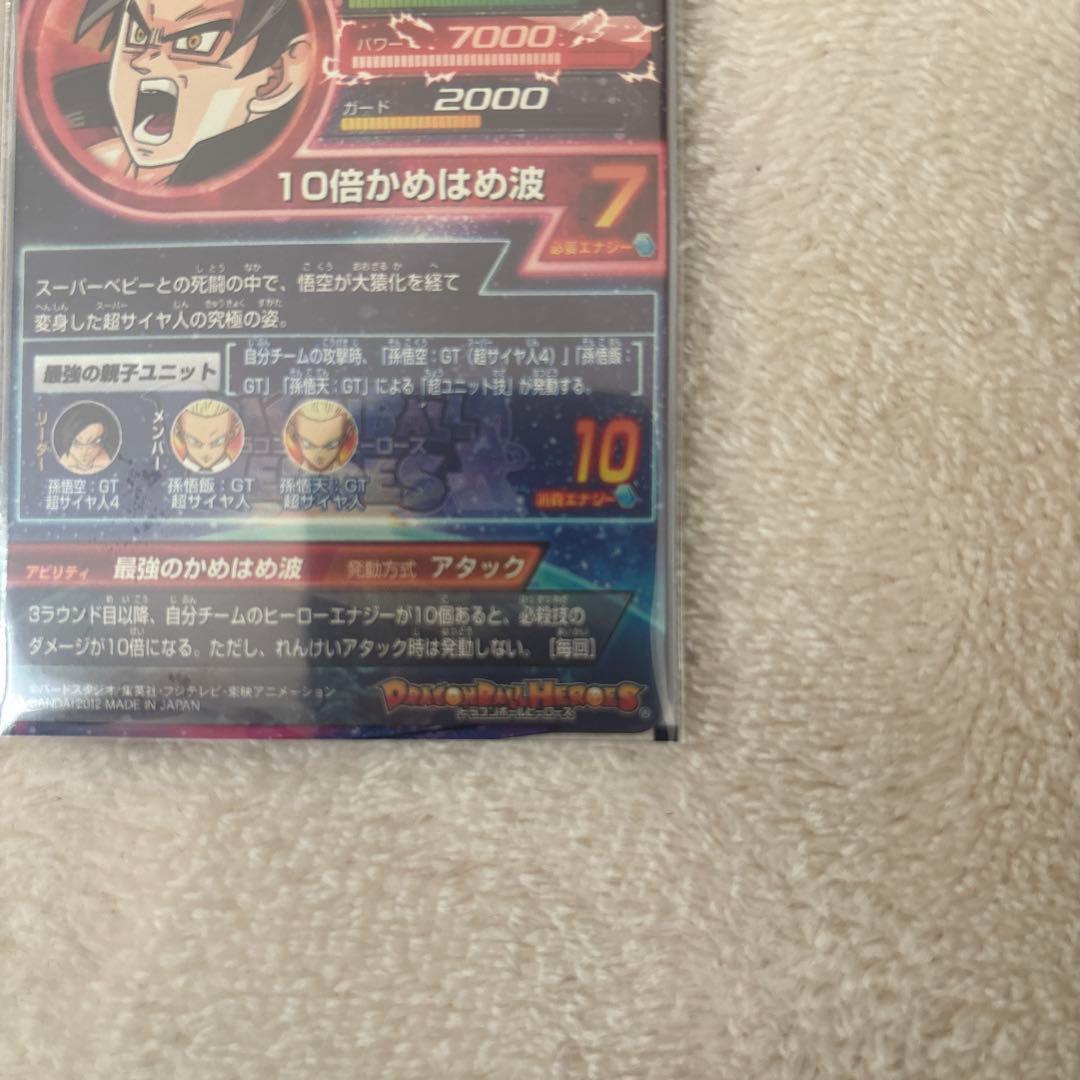 パワー 7000
ガード 2000
10倍かめはめ波 7
必要エナジー
スーパーベビーとの死闘の中で、悟空が大猿化を経て
変身した超サイヤ人の究極の姿。
最強の親子ユニット
自分チームの攻撃時、「孫悟空:GT(超サイヤ人4)」「孫悟飯:
GT」「孫悟天:GT」による「超ユニット技」が発動する。
リーダー
孫悟空:GT
超サイヤ人4
メンバー
孫悟飯:GT
超サイヤ人
孫悟天:GT
超サイヤ人
10
消費エナジー
アビリティ 最強のかめはめ波 発動方式 アタック
3ラウンド目以降、自分チームのヒーローエナジーが10個あると、必殺技の
ダメージが10倍になる。ただし、れんけいアタック時は発動しない。[毎回]
©バードスタジオ/集英社・フジテレビ・東映アニメーション
©BANDAI 2012 MADE IN JAPAN
DRAGONBALL HEROES
ドラゴンボールヒーローズ